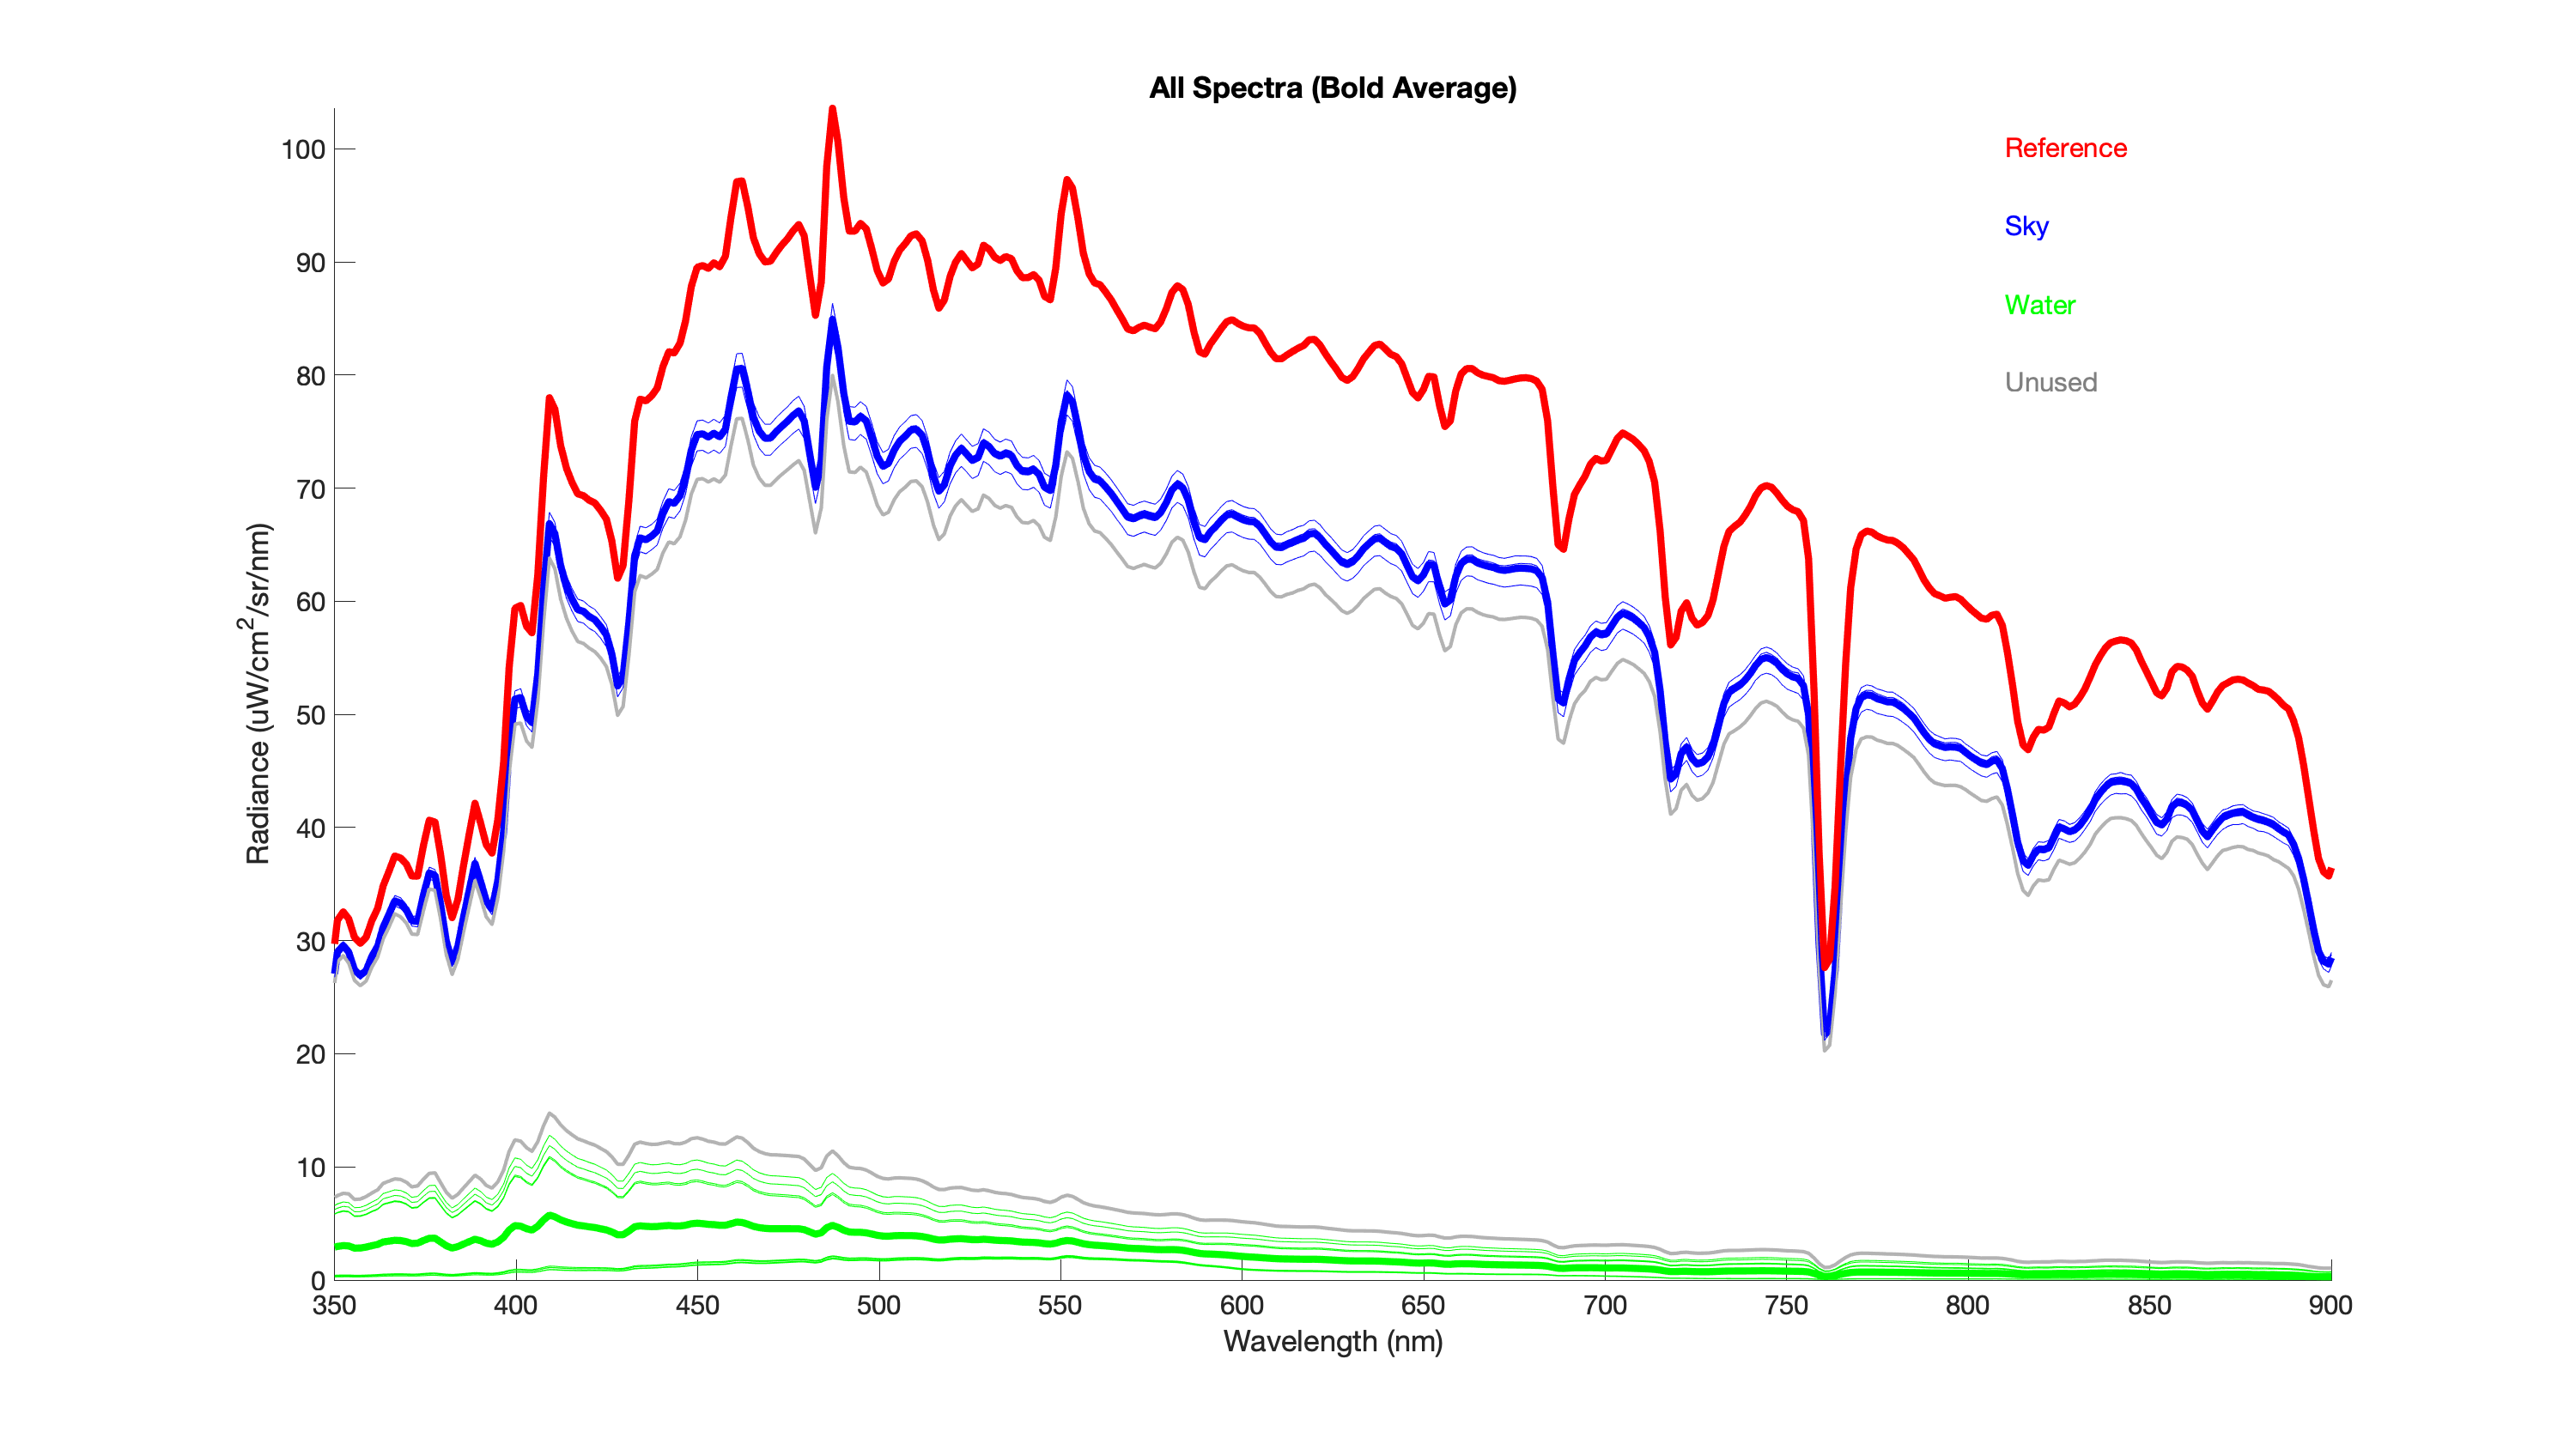 All Spectra (Bold Average)
Reference
Sky
Water
Unused
Radiance (uW/cm²/sr/nm)
100
90
80
70
60
50
40
30
20
10
0
350 400 450 500 550 600 650 700 750 800 850 900
Wavelength (nm)